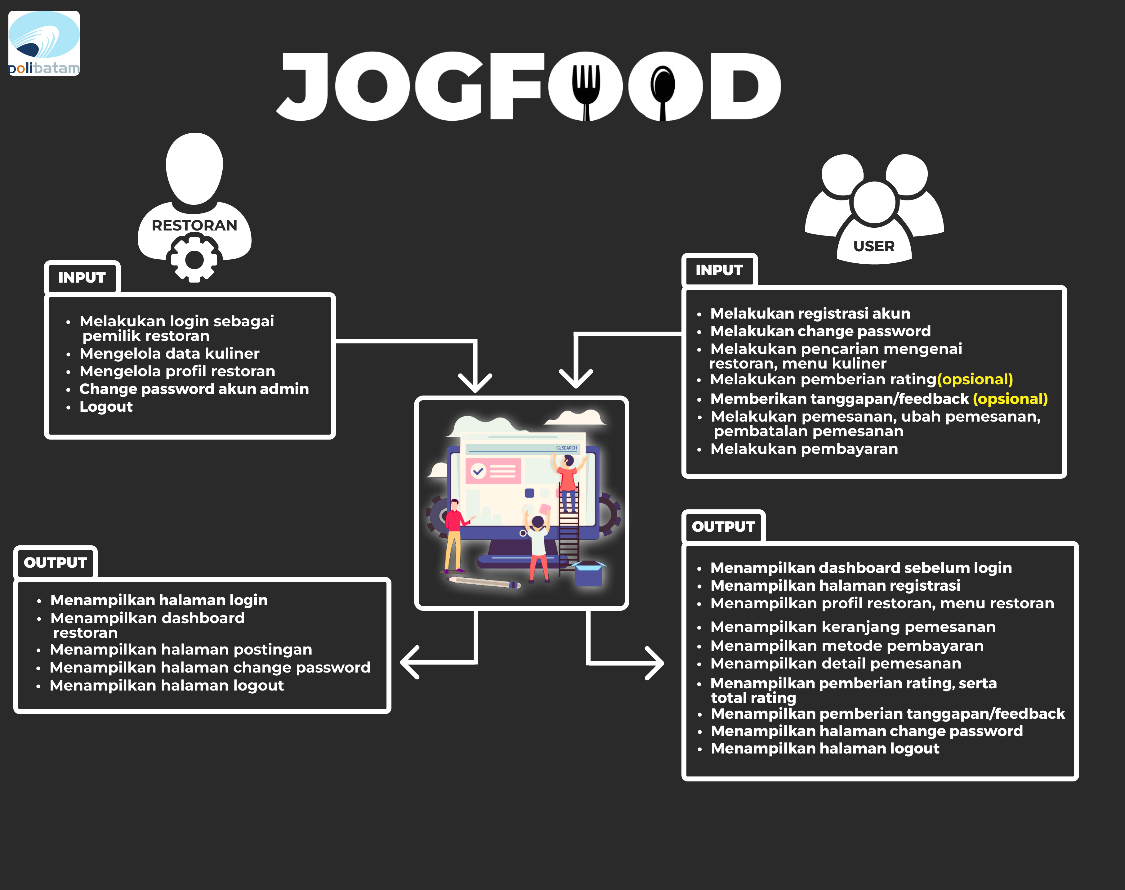 polibatam
JOGFOOD
RESTORAN
INPUT
• Melakukan login sebagai
pemilik restoran
• Mengelola data kuliner
• Mengelola profil restoran
• Change password akun admin
• Logout
USER
INPUT
• Melakukan registrasi akun
• Melakukan change password
• Melakukan pencarian mengenai
restoran, menu kuliner
• Melakukan pemberian rating(opsional)
• Memberikan tanggapan/feedback (opsional)
• Melakukan pemesanan, ubah pemesanan,
pembatalan pemesanan
• Melakukan pembayaran
RESEARCH
OUTPUT
• Menampilkan halaman login
• Menampilkan dashboard
restoran
• Menampilkan halaman postingan
• Menampilkan halaman change password
• Menampilkan halaman logout
OUTPUT
• Menampilkan dashboard sebelum login
• Menampilkan halaman registrasi
• Menampilkan profil restoran, menu restoran
• Menampilkan keranjang pemesanan
• Menampilkan metode pembayaran
• Menampilkan detail pemesanan
• Menampilkan pemberian rating, serta
total rating
• Menampilkan pemberian tanggapan/feedback
• Menampilkan halaman change password
• Menampilkan halaman logout